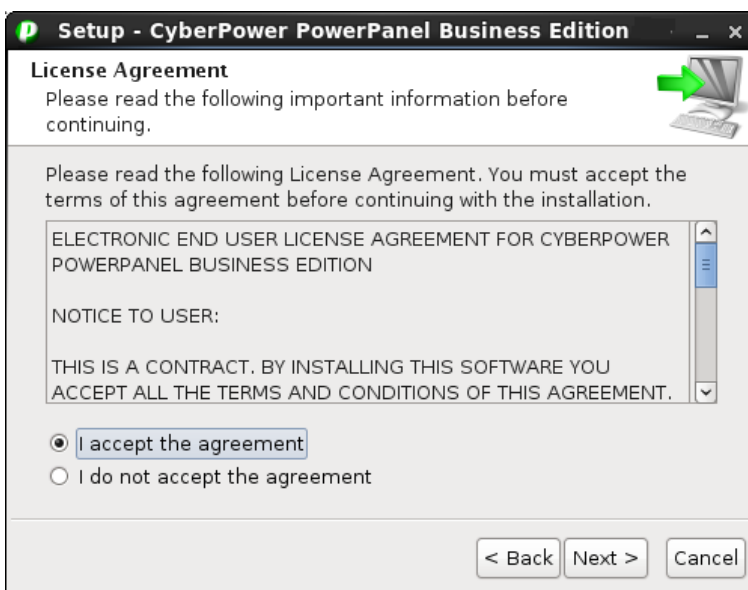 Setup - CyberPower PowerPanel Business Edition
License Agreement
Please read the following important information before
continuing.
Please read the following License Agreement. You must accept the
terms of this agreement before continuing with the installation.
ELECTRONIC END USER LICENSE AGREEMENT FOR CYBERPOWER
POWERPANEL BUSINESS EDITION
NOTICE TO USER:
THIS IS A CONTRACT. BY INSTALLING THIS SOFTWARE YOU
ACCEPT ALL THE TERMS AND CONDITIONS OF THIS AGREEMENT.
I accept the agreement
I do not accept the agreement
< Back Next > Cancel